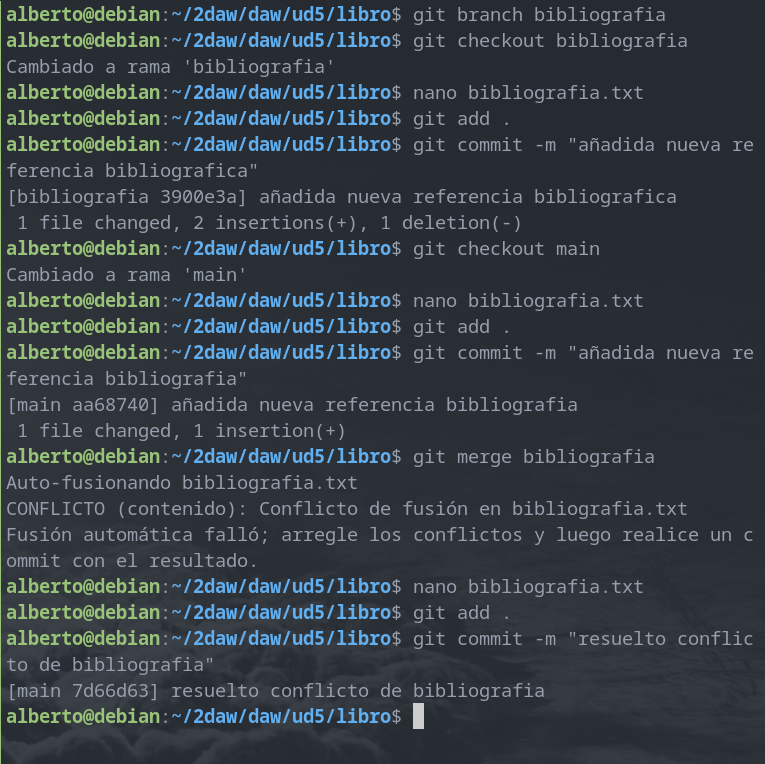 alberto@debian:~/2daw/daw/ud5/libro$ git branch bibliografia
alberto@debian:~/2daw/daw/ud5/libro$ git checkout bibliografia
Cambiado a rama 'bibliografia'
alberto@debian:~/2daw/daw/ud5/libro$ nano bibliografia.txt
alberto@debian:~/2daw/daw/ud5/libro$ git add .
alberto@debian:~/2daw/daw/ud5/libro$ git commit -m "añadida nueva re
ferencia bibliografica"
[bibliografia 3900e3a] añadida nueva referencia bibliografica
 1 file changed, 2 insertions(+), 1 deletion(-)
alberto@debian:~/2daw/daw/ud5/libro$ git checkout main
Cambiado a rama 'main'
alberto@debian:~/2daw/daw/ud5/libro$ nano bibliografia.txt
alberto@debian:~/2daw/daw/ud5/libro$ git add .
alberto@debian:~/2daw/daw/ud5/libro$ git commit -m "añadida nueva re
ferencia bibliografia"
[main aa68740] añadida nueva referencia bibliografia
 1 file changed, 1 insertion(+)
alberto@debian:~/2daw/daw/ud5/libro$ git merge bibliografia
Auto-fusionando bibliografia.txt
CONFLICTO (contenido): Conflicto de fusión en bibliografia.txt
Fusión automática falló; arregle los conflictos y luego realice un c
ommit con el resultado.
alberto@debian:~/2daw/daw/ud5/libro$ nano bibliografia.txt
alberto@debian:~/2daw/daw/ud5/libro$ git add .
alberto@debian:~/2daw/daw/ud5/libro$ git commit -m "resuelto conflic
to de bibliografia"
[main 7d66d63] resuelto conflicto de bibliografia
alberto@debian:~/2daw/daw/ud5/libro$